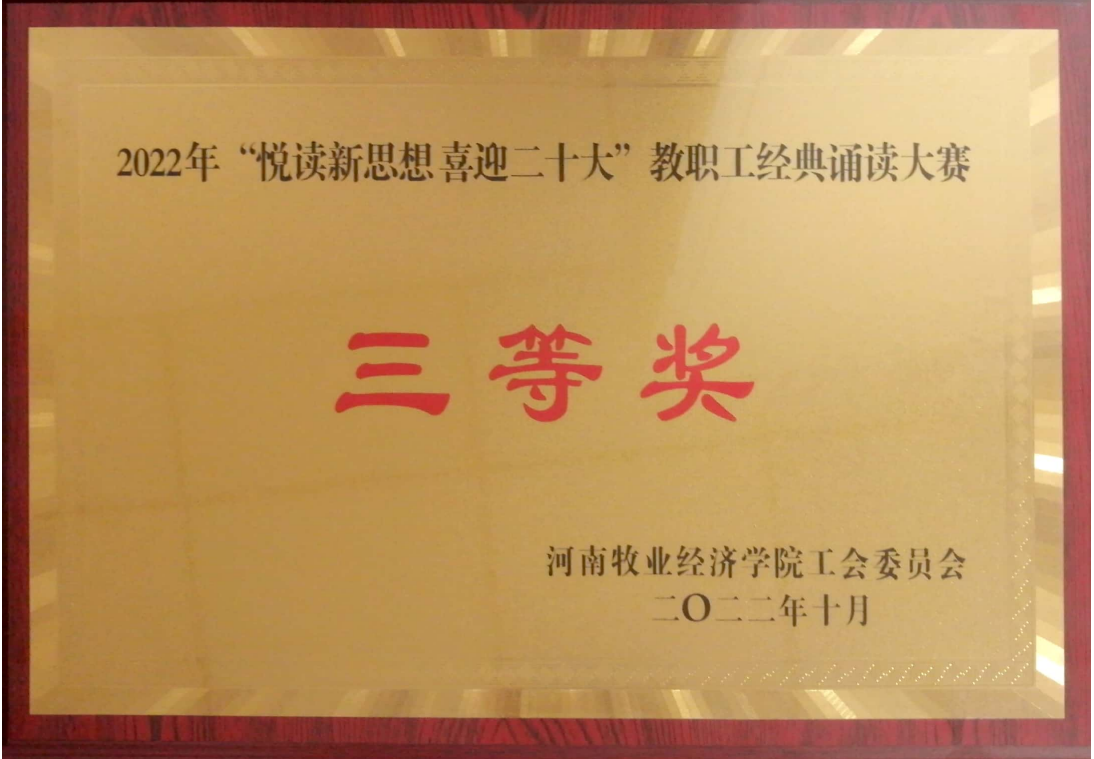 2022年“悦读新思想 喜迎二十大”教职工经典诵读大赛
三等奖
河南牧业经济学院工会委员会
二〇二二年十月